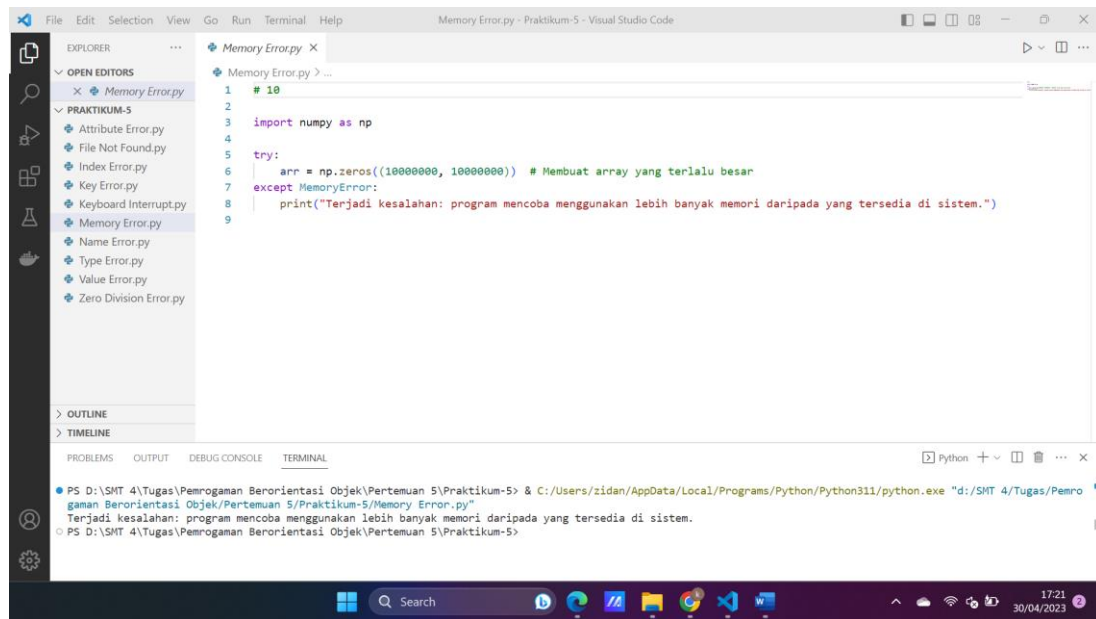 File Edit Selection View Go Run Terminal Help Memory Error.py - Praktikum-5 - Visual Studio Code
EXPLORER ... Memory Error.py
OPEN EDITORS
Memory Error.py
PRAKTIKUM-5
Attribute Error.py
File Not Found.py
Index Error.py
Key Error.py
Keyboard Interrupt.py
Memory Error.py
Name Error.py
Type Error.py
Value Error.py
Zero Division Error.py
OUTLINE
TIMELINE
Memory Error.py > ...
1 # 10
2
3 import numpy as np
4
5 try:
6 arr = np.zeros((10000000, 10000000)) # Membuat array yang terlalu besar
7 except MemoryError:
8 print("Terjadi kesalahan: program mencoba menggunakan lebih banyak memori daripada yang tersedia di sistem.")
9
PROBLEMS OUTPUT DEBUG CONSOLE TERMINAL Python
PS D:\SMT 4\Tugas\Pemrogaman Berorientasi Objek\Pertemuan 5\Praktikum-5> & C:/Users/zidan/AppData/Local/Programs/Python/Python311/python.exe "d:/SMT 4/Tugas/Pemro
gaman Berorientasi Objek/Pertemuan 5/Praktikum-5/Memory Error.py"
Terjadi kesalahan: program mencoba menggunakan lebih banyak memori daripada yang tersedia di sistem.
PS D:\SMT 4\Tugas\Pemrogaman Berorientasi Objek\Pertemuan 5\Praktikum-5>
Search
17:21
30/04/2023
2